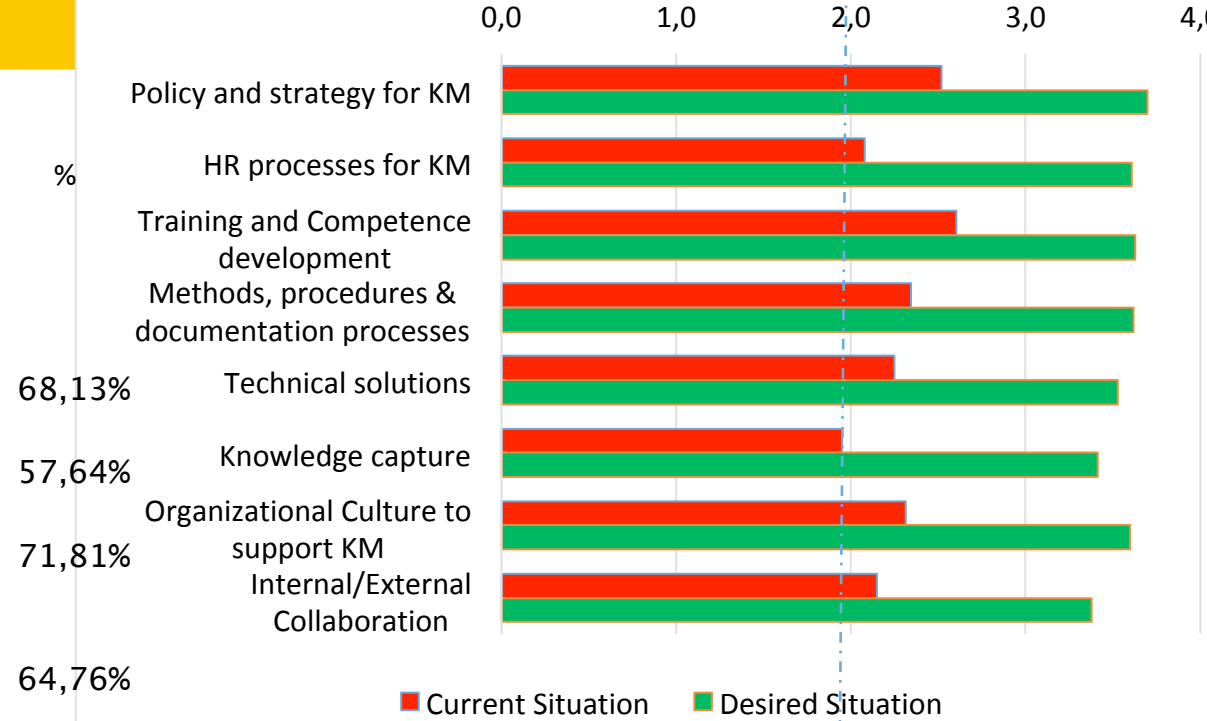 0,0 1,0 2,0 3,0 4,0
Policy and strategy for KM
%
HR processes for KM
Training and Competence
development
Methods, procedures &
documentation processes
68,13%
Technical solutions
57,64%
Knowledge capture
Organizational Culture to
support KM
71,81%
Internal/External
Collaboration
64,76%
Current Situation Desired Situation